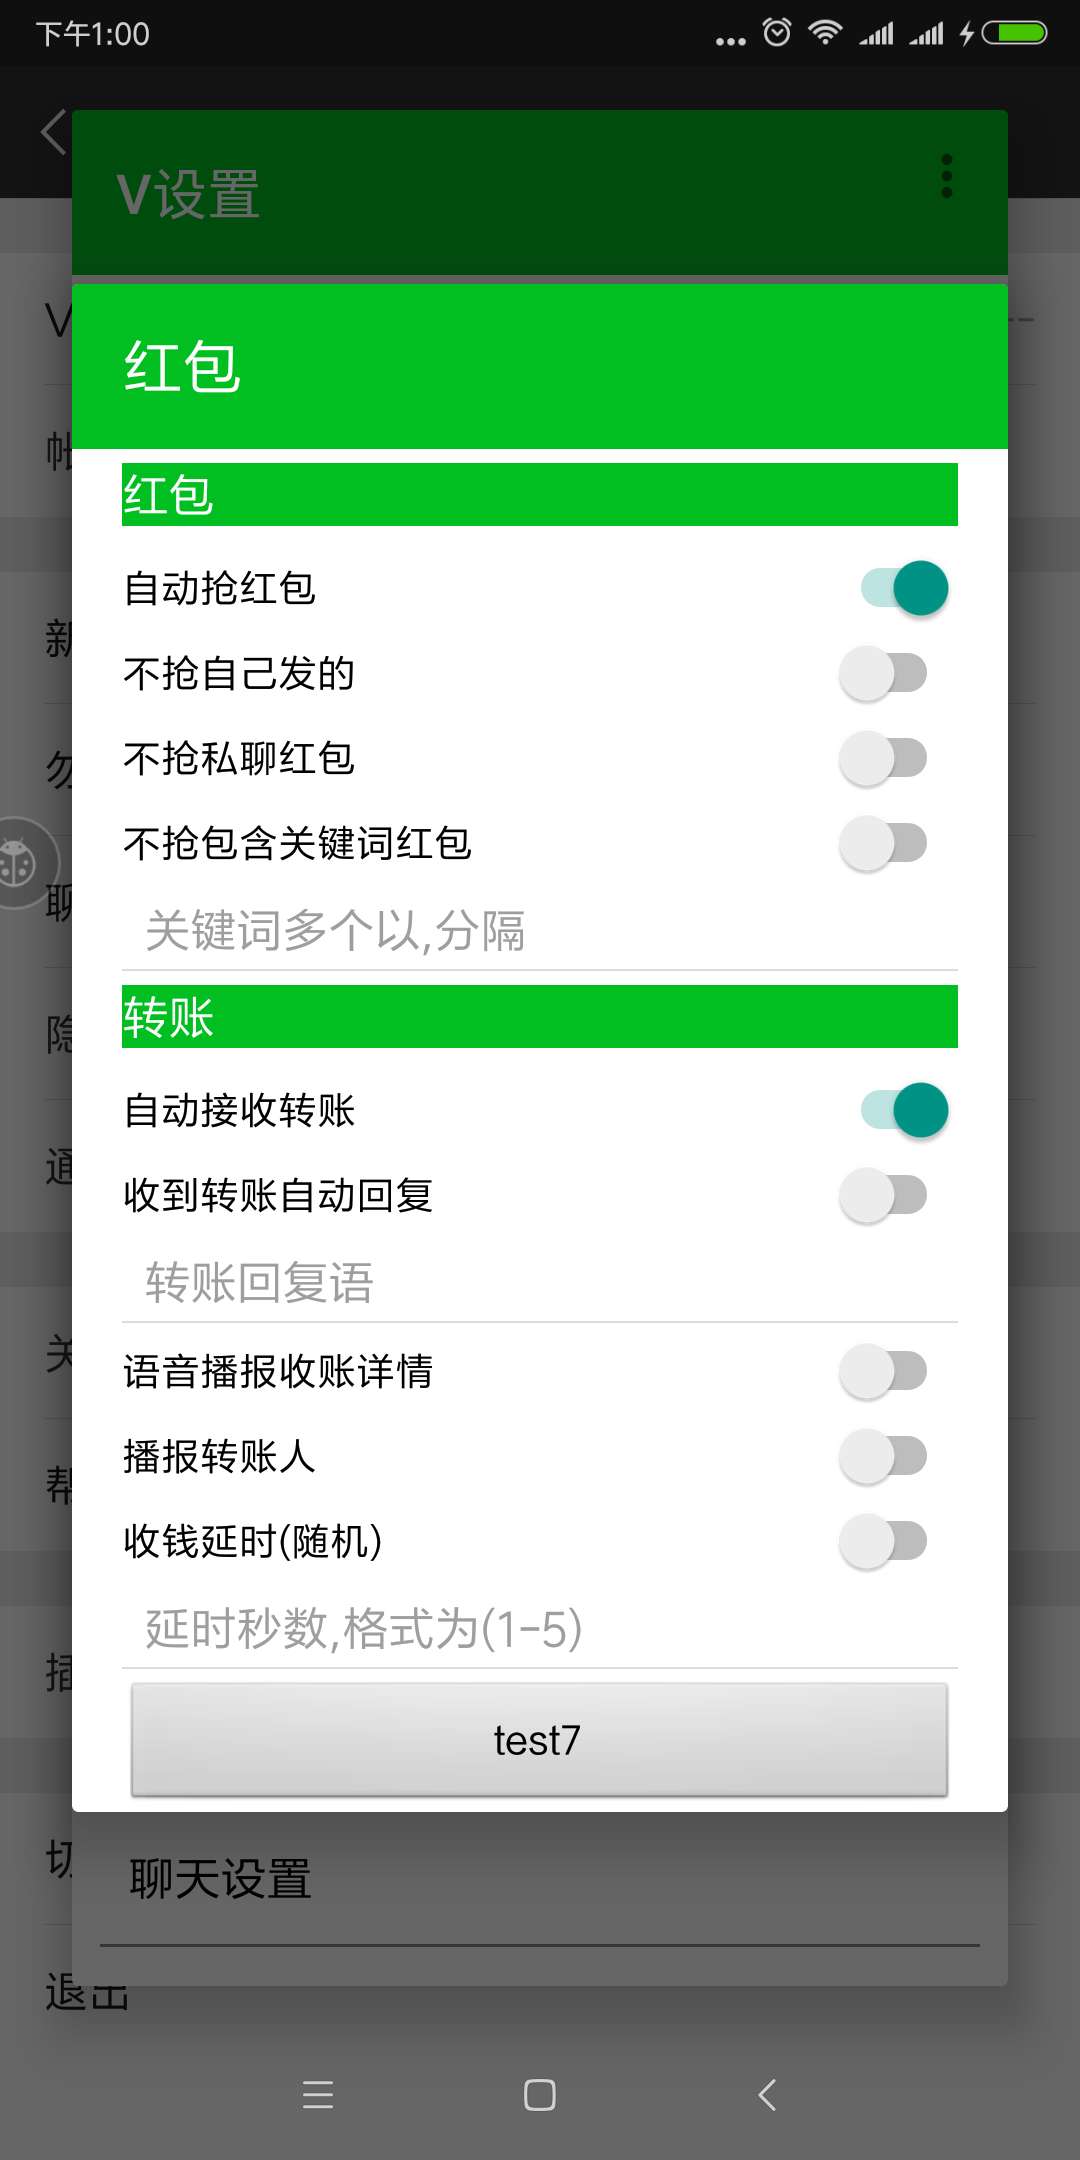 下午1:00
V设置
红包
红包
自动抢红包
不抢自己发的
不抢私聊红包
不抢包含关键词红包
关键词多个以,分隔
转账
自动接收转账
收到转账自动回复
转账回复语
语音播报收账详情
播报转账人
收钱延时(随机)
延时秒数,格式为(1-5)
test7
聊天设置
退出